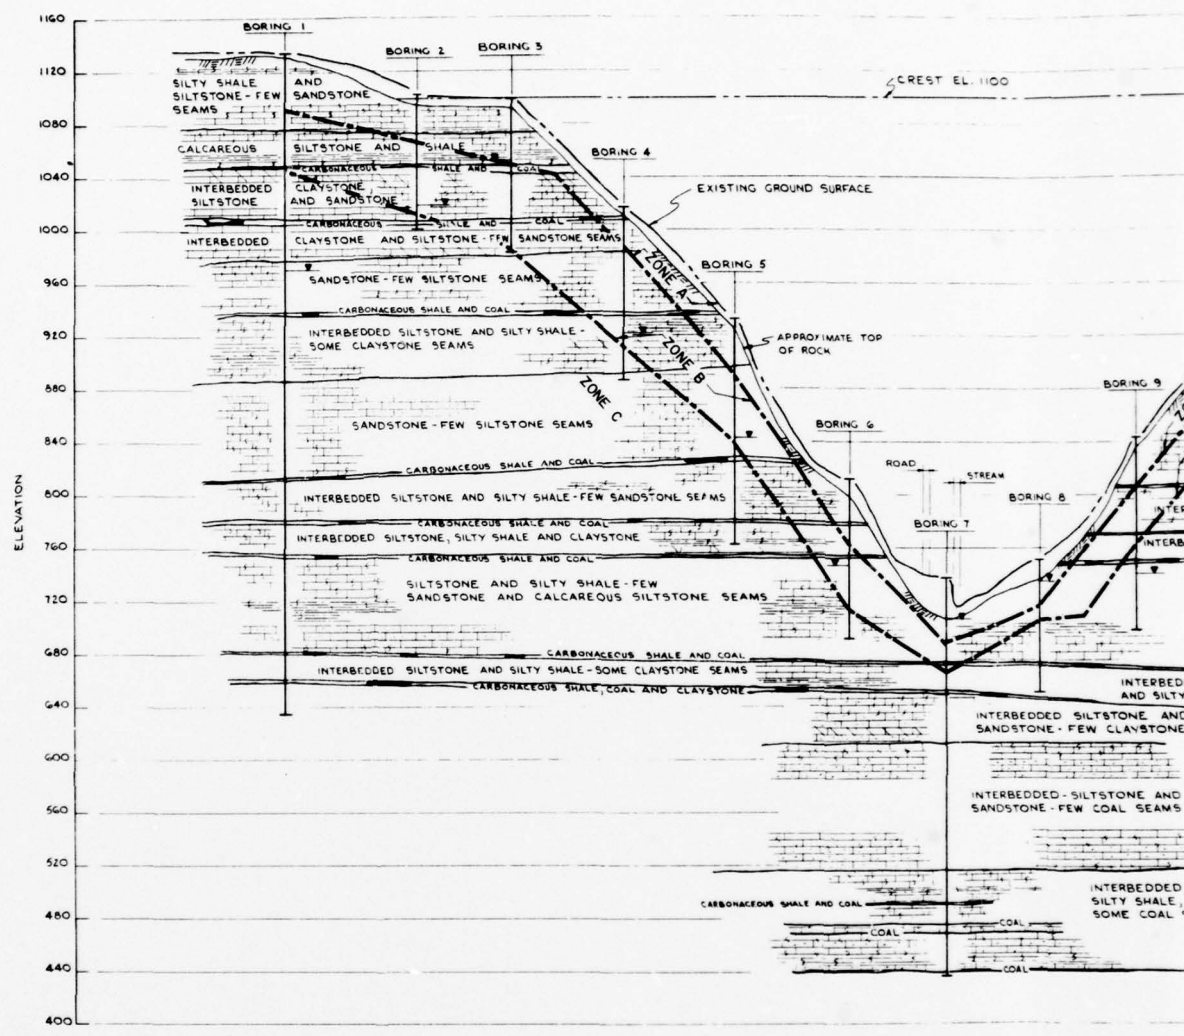 1160
1120
1080
1040
1000
960
920
880
840
800
760
720
680
640
600
560
520
480
440
400
ELEVATION
BORING 1
BORING 2
BORING 3
CREST EL. 1100
SILTY SHALE AND
SILTSTONE - FEW SANDSTONE
SEAMS
CALCAREOUS SILTSTONE AND SHALE
BORING 4
CARBONACEOUS SHALE AND COAL
INTERBEDDED CLAYSTONE,
SILTSTONE AND SANDSTONE
EXISTING GROUND SURFACE
CARBONACEOUS SHALE AND COAL
INTERBEDDED CLAYSTONE AND SILTSTONE - FEW SANDSTONE SEAMS
BORING 5
ZONE A
SANDSTONE - FEW SILTSTONE SEAMS
CARBONACEOUS SHALE AND COAL
INTERBEDDED SILTSTONE AND SILTY SHALE -
SOME CLAYSTONE SEAMS
APPROXIMATE TOP
OF ROCK
ZONE B
ZONE C
BORING 9
SANDSTONE - FEW SILTSTONE SEAMS
BORING 6
CARBONACEOUS SHALE AND COAL
ROAD
STREAM
INTERBEDDED SILTSTONE AND SILTY SHALE - FEW SANDSTONE SEAMS
BORING 8
INTER
CARBONACEOUS SHALE AND COAL
BORING 7
INTERBEDDED SILTSTONE, SILTY SHALE AND CLAYSTONE
INTERB
CARBONACEOUS SHALE AND COAL
SILTSTONE AND SILTY SHALE - FEW
SANDSTONE AND CALCAREOUS SILTSTONE SEAMS
CARBONACEOUS SHALE AND COAL
INTERBEDDED SILTSTONE AND SILTY SHALE - SOME CLAYSTONE SEAMS
INTERBED
AND SILTY
CARBONACEOUS SHALE, COAL AND CLAYSTONE
INTERBEDDED SILTSTONE AND
SANDSTONE - FEW CLAYSTONE
INTERBEDDED - SILTSTONE AND
SANDSTONE - FEW COAL SEAMS
INTERBEDDED
SILTY SHALE,
SOME COAL
CARBONACEOUS SHALE AND COAL
COAL
COAL
COAL